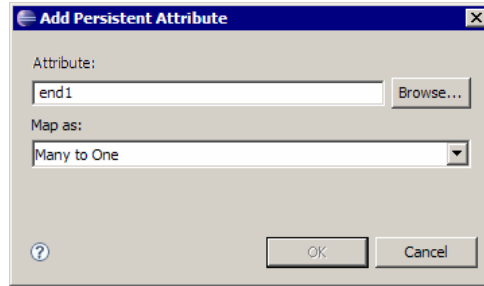 Add Persistent Attribute
Attribute:
end1
Browse...
Map as:
Many to One
?
OK
Cancel